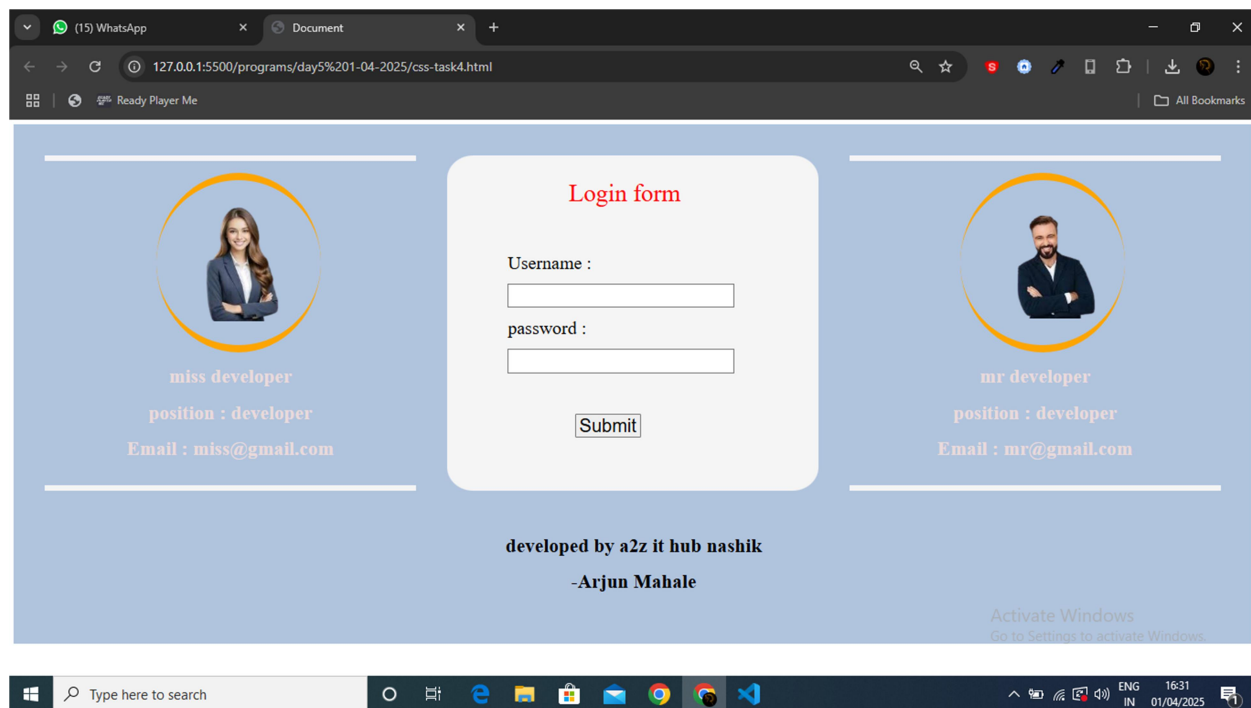 (15) WhatsApp
Document
127.0.0.1:5500/programs/day5%201-04-2025/css-task4.html
Ready Player Me
All Bookmarks
miss developer
position : developer
Email : miss@gmail.com
Login form
Username :
password :
Submit
mr developer
position : developer
Email : mr@gmail.com
developed by a2z it hub nashik
-Arjun Mahale
Activate Windows
Go to Settings to activate Windows.
Type here to search
ENG
IN
16:31
01/04/2025
1